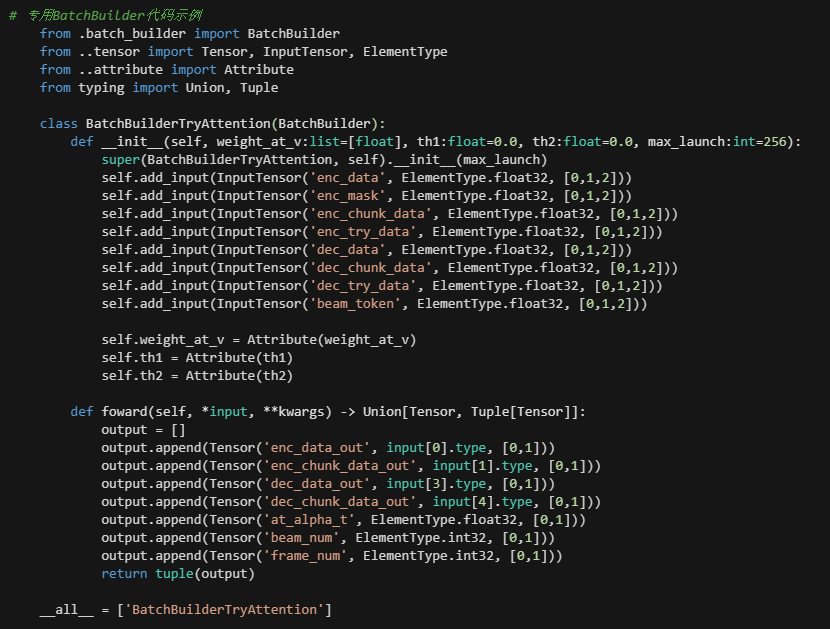 # 专用BatchBuilder代码示例
    from .batch_builder import BatchBuilder
    from ..tensor import Tensor, InputTensor, ElementType
    from ..attribute import Attribute
    from typing import Union, Tuple

    class BatchBuilderTryAttention(BatchBuilder):
        def __init__(self, weight_at_v:list=[float], th1:float=0.0, th2:float=0.0, max_launch:int=256):
            super(BatchBuilderTryAttention, self).__init__(max_launch)
            self.add_input(InputTensor('enc_data', ElementType.float32, [0,1,2]))
            self.add_input(InputTensor('enc_mask', ElementType.float32, [0,1,2]))
            self.add_input(InputTensor('enc_chunk_data', ElementType.float32, [0,1,2]))
            self.add_input(InputTensor('enc_try_data', ElementType.float32, [0,1,2]))
            self.add_input(InputTensor('dec_data', ElementType.float32, [0,1,2]))
            self.add_input(InputTensor('dec_chunk_data', ElementType.float32, [0,1,2]))
            self.add_input(InputTensor('dec_try_data', ElementType.float32, [0,1,2]))
            self.add_input(InputTensor('beam_token', ElementType.float32, [0,1,2]))

            self.weight_at_v = Attribute(weight_at_v)
            self.th1 = Attribute(th1)
            self.th2 = Attribute(th2)

        def foward(self, *input, **kwargs) -> Union[Tensor, Tuple[Tensor]]:
            output = []
            output.append(Tensor('enc_data_out', input[0].type, [0,1]))
            output.append(Tensor('enc_chunk_data_out', input[1].type, [0,1]))
            output.append(Tensor('dec_data_out', input[3].type, [0,1]))
            output.append(Tensor('dec_chunk_data_out', input[4].type, [0,1]))
            output.append(Tensor('at_alpha_t', ElementType.float32, [0,1]))
            output.append(Tensor('beam_num', ElementType.int32, [0,1]))
            output.append(Tensor('frame_num', ElementType.int32, [0,1]))
            return tuple(output)

    __all__ = ['BatchBuilderTryAttention']